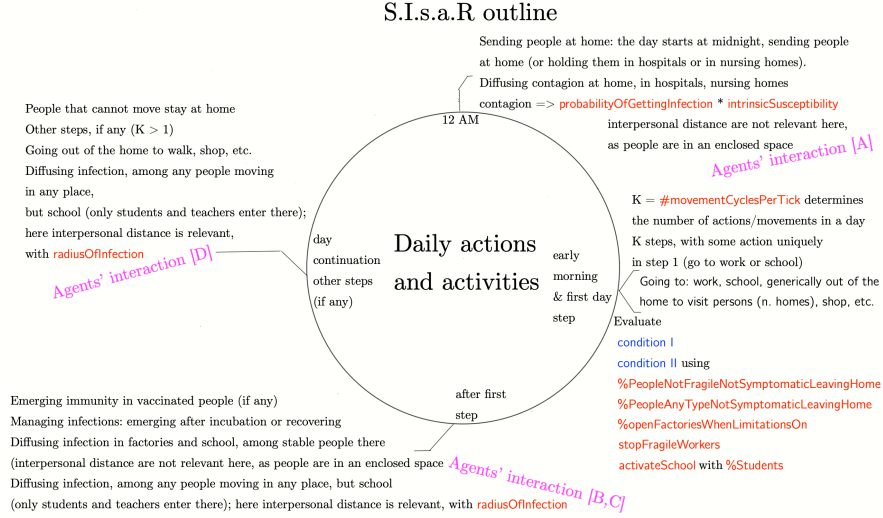 S.I.s.a.R outline
Sending people at home: the day starts at midnight, sending people
at home (or holding them in hospitals or in nursing homes).
Diffusing contagion at home, in hospitals, nursing homes
contagion => probabilityOfGettingInfection * intrinsicSusceptibility
interpersonal distance are not relevant here,
as people are in an enclosed space
Agents' interaction [A]
12 AM
People that cannot move stay at home
Other steps, if any (K > 1)
Going out of the home to walk, shop, etc.
Diffusing infection, among any people moving
in any place,
but school (only students and teachers enter there);
here interpersonal distance is relevant,
with radiusOfInfection
Agents' interaction [D]
day
continuation
other steps
(if any)
Daily actions
and activities
early
morning
& first day
step
K = #movementCyclesPerTick determines
the number of actions/movements in a day
K steps, with some action uniquely
in step 1 (go to work or school)
Going to: work, school, generically out of the
home to visit persons (n. homes), shop, etc.
Evaluate
condition I
condition II using
%PeopleNotFragileNotSymptomaticLeavingHome
%PeopleAnyTypeNotSymptomaticLeavingHome
%openFactoriesWhenLimitationsOn
stopFragileWorkers
activateSchool with %Students
after first
step
Emerging immunity in vaccinated people (if any)
Managing infections: emerging after incubation or recovering
Diffusing infection in factories and school, among stable people there
(interpersonal distance are not relevant here, as people are in an enclosed space
Diffusing infection, among any people moving in any place, but school
(only students and teachers enter there); here interpersonal distance is relevant, with radiusOfInfection
Agents' interaction [B,C]